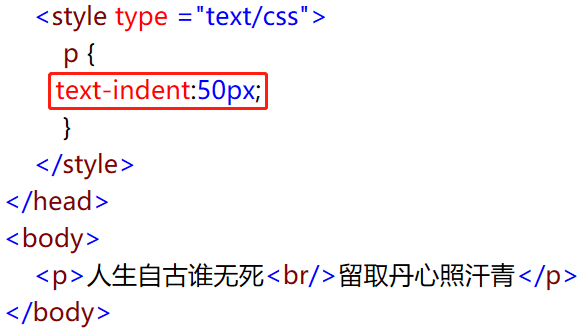 <style type ="text/css">
p {
text-indent:50px;
}
</style>
</head>
<body>
<p>人生自古谁无死<br/>留取丹心照汗青</p>
</body>